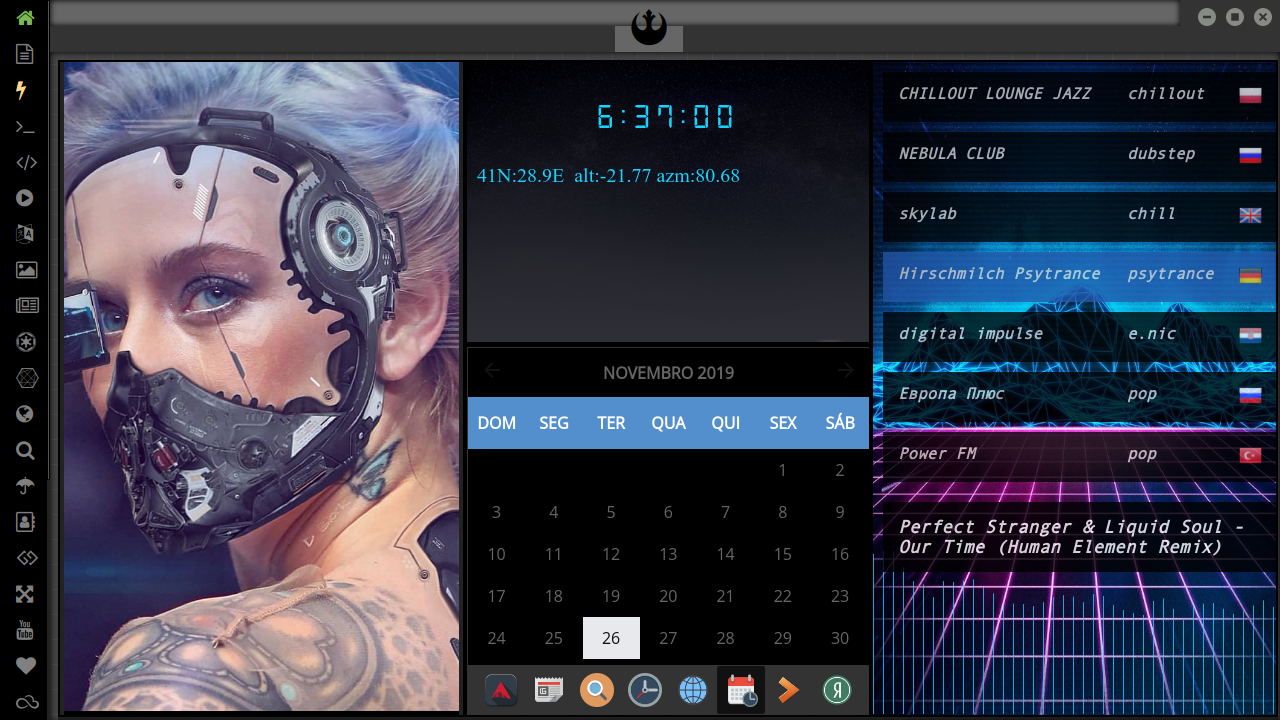 6:37:00
41N:28.9E alt:-21.77 azm:80.68
NOVEMBRO 2019
DOM SEG TER QUA QUI SEX SÁB
1 2
3 4 5 6 7 8 9
10 11 12 13 14 15 16
17 18 19 20 21 22 23
24 25 26 27 28 29 30
CHILLOUT LOUNGE JAZZ chillout
NEBULA CLUB dubstep
skylab chill
Hirschmilch Psytrance psytrance
digital impulse e.nic
Европа Плюс pop
Power FM pop
Perfect Stranger & Liquid Soul -
Our Time (Human Element Remix)
You
Tube
Я